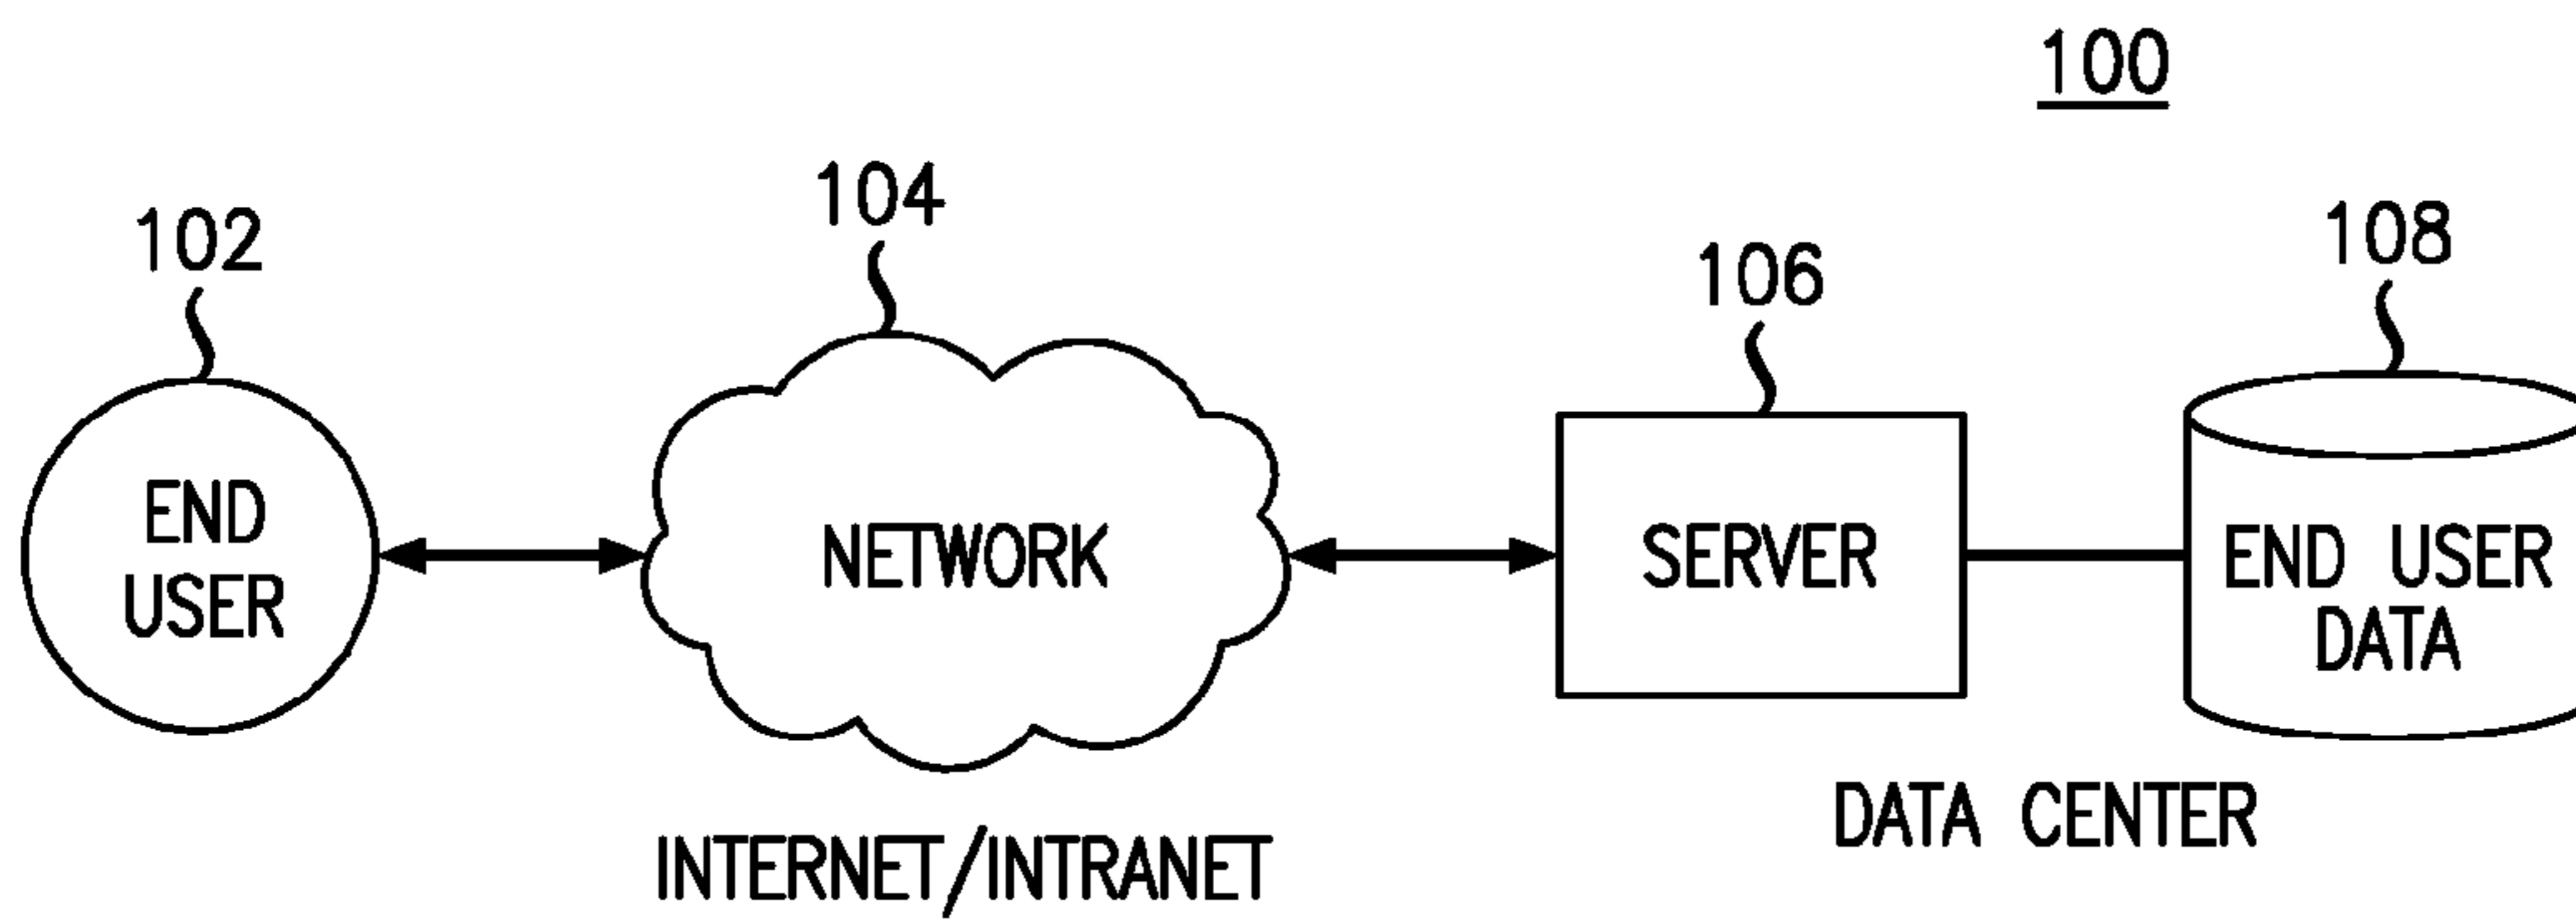 100
102
104
106
108
END
USER
NETWORK
SERVER
END USER
DATA
INTERNET/INTRANET
DATA CENTER